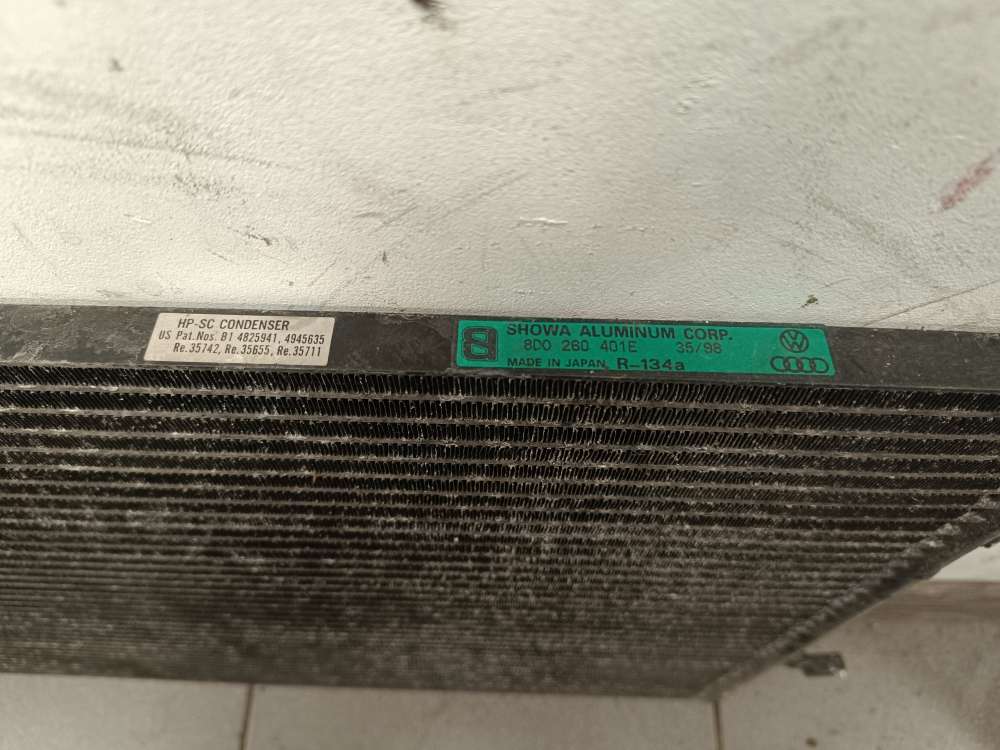 HP-SC CONDENSER
US Pat.Nos. B1 4825941, 4945635
Re.35742, Re.35655, Re.35711
SHOWA ALUMINUM CORP.
8D0 260 401E 35/98
MADE IN JAPAN, R-134a